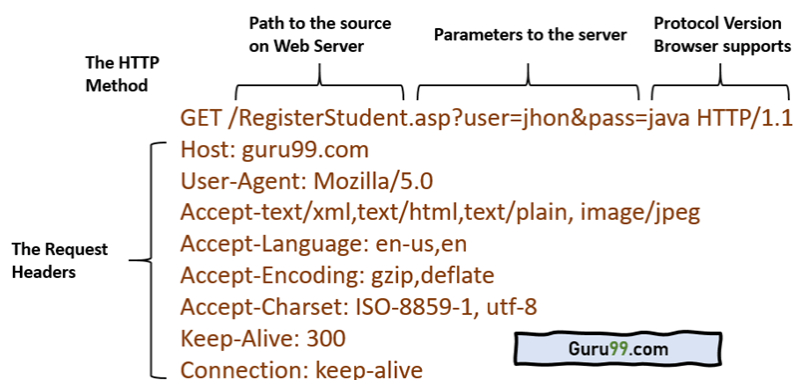 Path to the source
on Web Server
Parameters to the server
Protocol Version
Browser supports
The HTTP
Method
GET /RegisterStudent.asp?user=jhon&pass=java HTTP/1.1
The Request
Headers
Host: guru99.com
User-Agent: Mozilla/5.0
Accept-text/xml,text/html,text/plain, image/jpeg
Accept-Language: en-us,en
Accept-Encoding: gzip,deflate
Accept-Charset: ISO-8859-1, utf-8
Keep-Alive: 300
Connection: keep-alive
Guru99.com